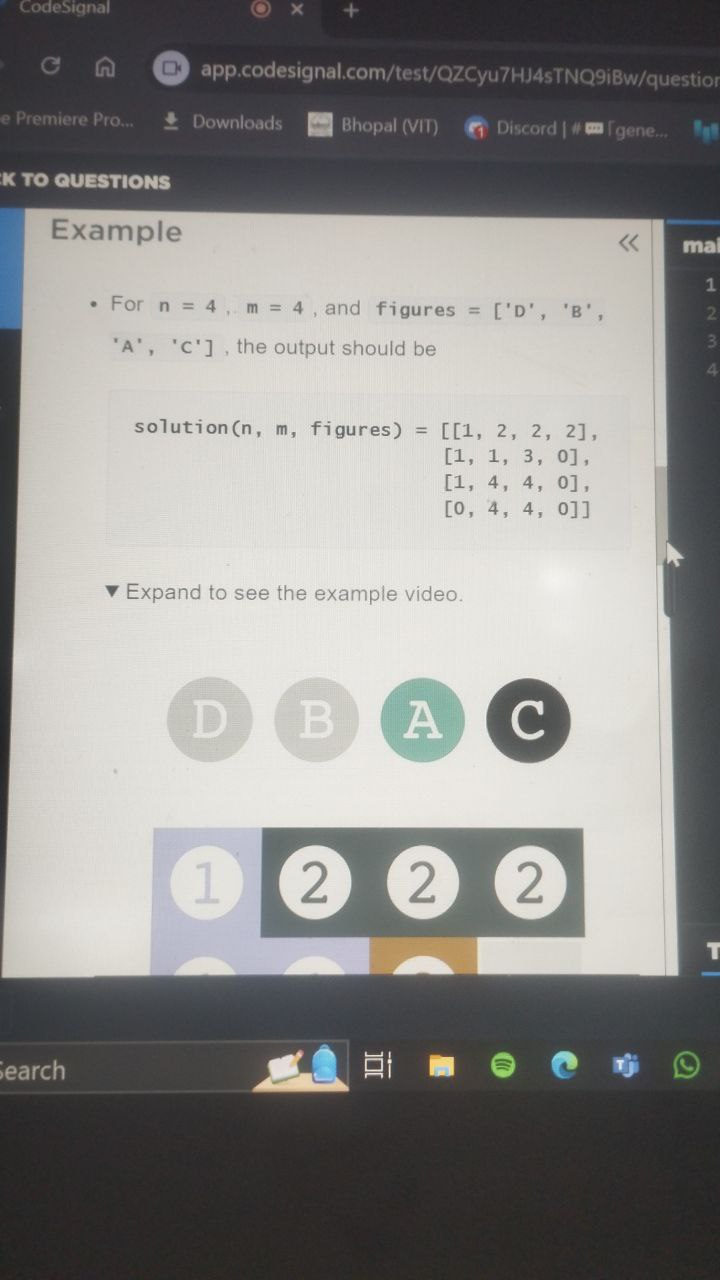 CodeSignal
app.codesignal.com/test/QZCyu7HJ4sTNQ9iBw/question
e Premiere Pro... Downloads Bhopal (VIT) Discord | # [gene...
CK TO QUESTIONS
Example
mai
1
2
3
4
• For n = 4 , m = 4 , and figures = ['D', 'B',
'A', 'C'] , the output should be
solution(n, m, figures) = [[1, 2, 2, 2],
[1, 1, 3, 0],
[1, 4, 4, 0],
[0, 4, 4, 0]]
▼ Expand to see the example video.
D B A C
1 2 2 2
T
Search